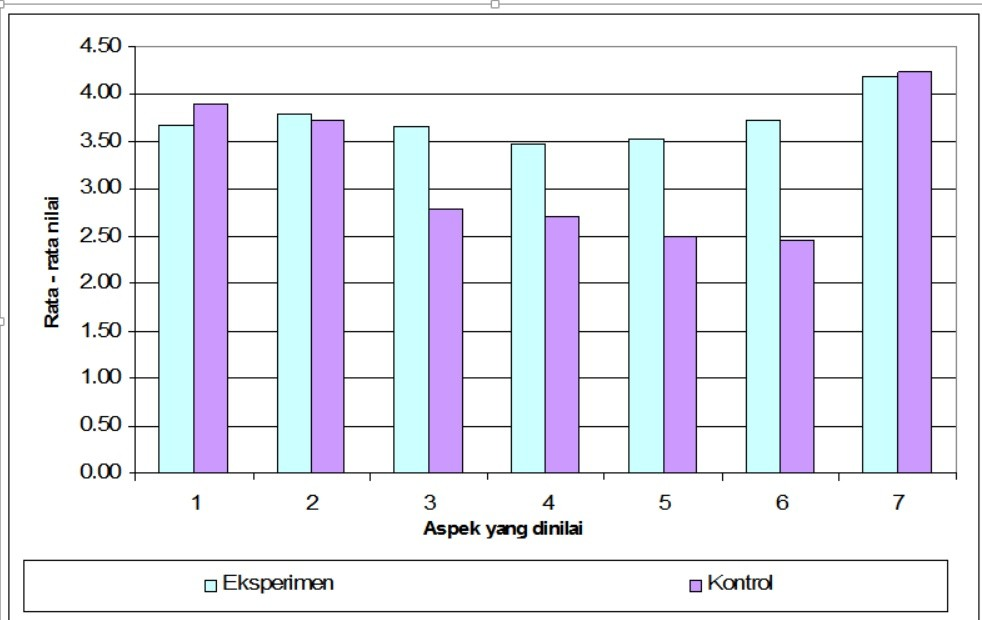 4.50
4.00
3.50
3.00
2.50
2.00
1.50
1.00
0.50
0.00
Rata - rata nilai
1 2 3 4 5 6 7
Aspek yang dinilai
Eksperimen Kontrol